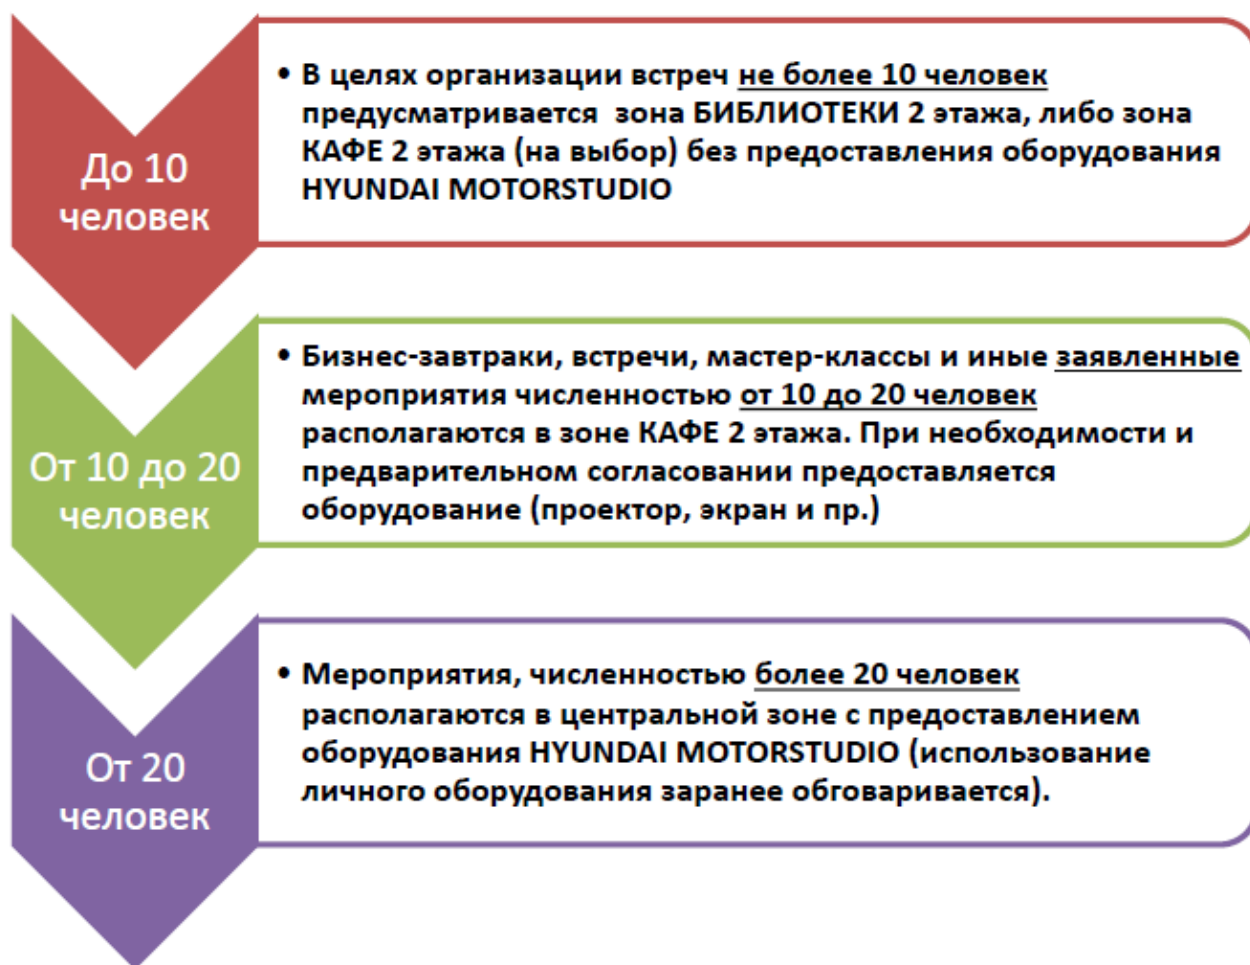 До 10
человек
• В целях организации встреч не более 10 человек
предусматривается зона БИБЛИОТЕКИ 2 этажа, либо зона
КАФЕ 2 этажа (на выбор) без предоставления оборудования
HYUNDAI MOTORSTUDIO
От 10 до 20
человек
• Бизнес-завтраки, встречи, мастер-классы и иные заявленные
мероприятия численностью от 10 до 20 человек
располагаются в зоне КАФЕ 2 этажа. При необходимости и
предварительном согласовании предоставляется
оборудование (проектор, экран и пр.)
От 20
человек
• Мероприятия, численностью более 20 человек
располагаются в центральной зоне с предоставлением
оборудования HYUNDAI MOTORSTUDIO (использование
личного оборудования заранее обговаривается).